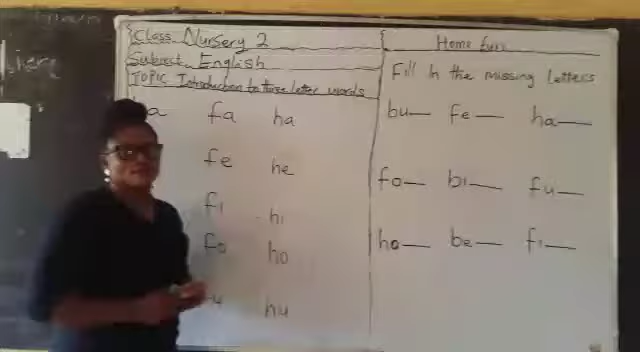 Class Nursery 2
Subject English
TOPIC Introduction to three letter words
a fa ha
fe he
fi hi
fo ho
u hu
Home fun
Fill In the missing letters
bu__ fe__ ha__
fo__ bi__ fu__
ho__ be__ fi__